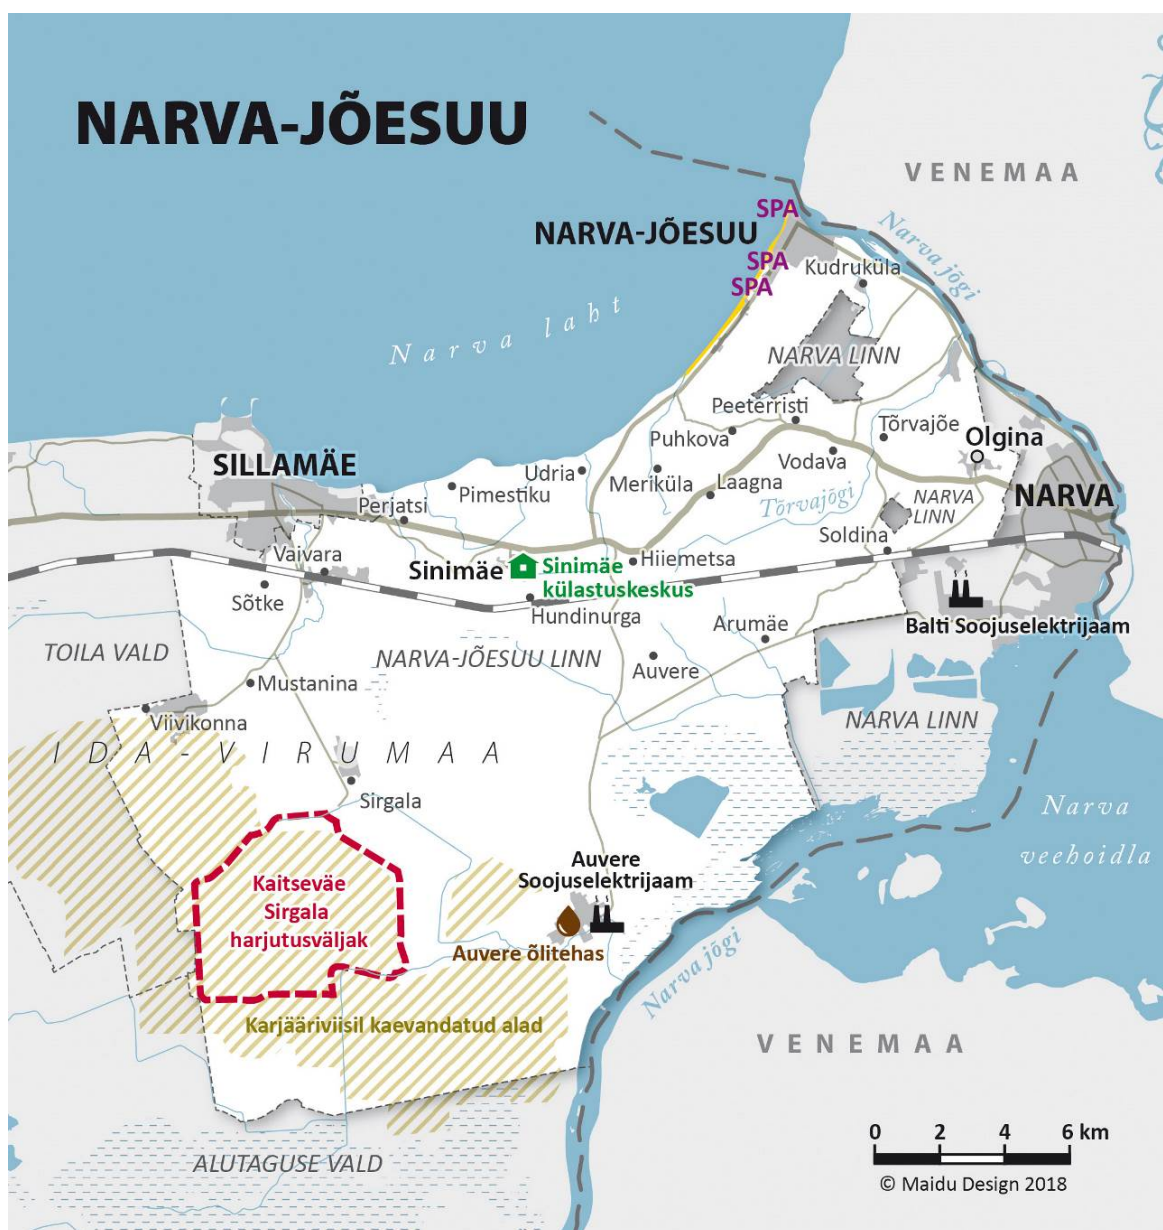 NARVA-JÕESUU
VENEMAA
SPA
NARVA-JÕESUU
Narva jõgi
SPA
Kudruküla
SPA
Narva laht
NARVA LINN
Peeterristi
Puhkova
Tõrvajõe
Olgina
SILLAMÄE
Udria
Meriküla
Vodava
Laagna
Pimestiku
Tõrvajõgi
NARVA
LINN
NARVA
Perjatsi
Soldina
Vaivara
Sinimäe
Sinimäe
külastuskeskus
Hiiemetsa
Sõtke
Hundinurga
Arumäe
Balti Soojuselektrijaam
TOILA VALD
NARVA-JÕESUU LINN
Auvere
Mustanina
Viivikonna
NARVA LINN
IDA-VIRUMAA
Sirgala
Narva
veehoidla
Auvere
Soojuselektrijaam
Kaitseväe
Sirgala
harjutusväljak
Auvere õlitehas
Narva jõgi
Karjääriviisil kaevandatud alad
VENEMAA
0 2 4 6 km
ALUTAGUSE VALD
© Maidu Design 2018